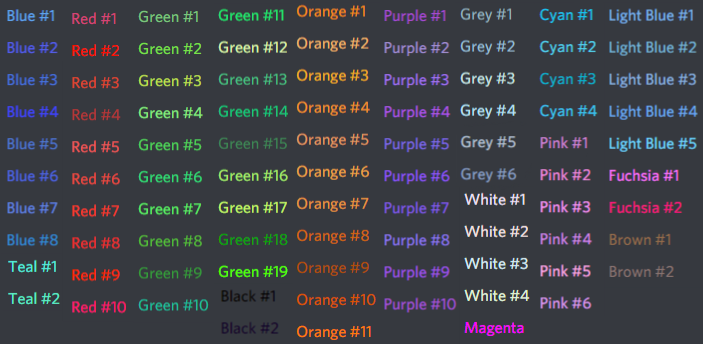 Blue #1
Blue #2
Blue #3
Blue #4
Blue #5
Blue #6
Blue #7
Blue #8
Teal #1
Teal #2
Red #1
Red #2
Red #3
Red #4
Red #5
Red #6
Red #7
Red #8
Red #9
Red #10
Green #1
Green #2
Green #3
Green #4
Green #5
Green #6
Green #7
Green #8
Green #9
Green #10
Green #11
Green #12
Green #13
Green #14
Green #15
Green #16
Green #17
Green #18
Green #19
Black #1
Black #2
Orange #1
Orange #2
Orange #3
Orange #4
Orange #5
Orange #6
Orange #7
Orange #8
Orange #9
Orange #10
Orange #11
Purple #1
Purple #2
Purple #3
Purple #4
Purple #5
Purple #6
Purple #7
Purple #8
Purple #9
Purple #10
Grey #1
Grey #2
Grey #3
Grey #4
Grey #5
Grey #6
White #1
White #2
White #3
White #4
Magenta
Cyan #1
Cyan #2
Cyan #3
Cyan #4
Pink #1
Pink #2
Pink #3
Pink #4
Pink #5
Pink #6
Light Blue #1
Light Blue #2
Light Blue #3
Light Blue #4
Light Blue #5
Fuchsia #1
Fuchsia #2
Brown #1
Brown #2